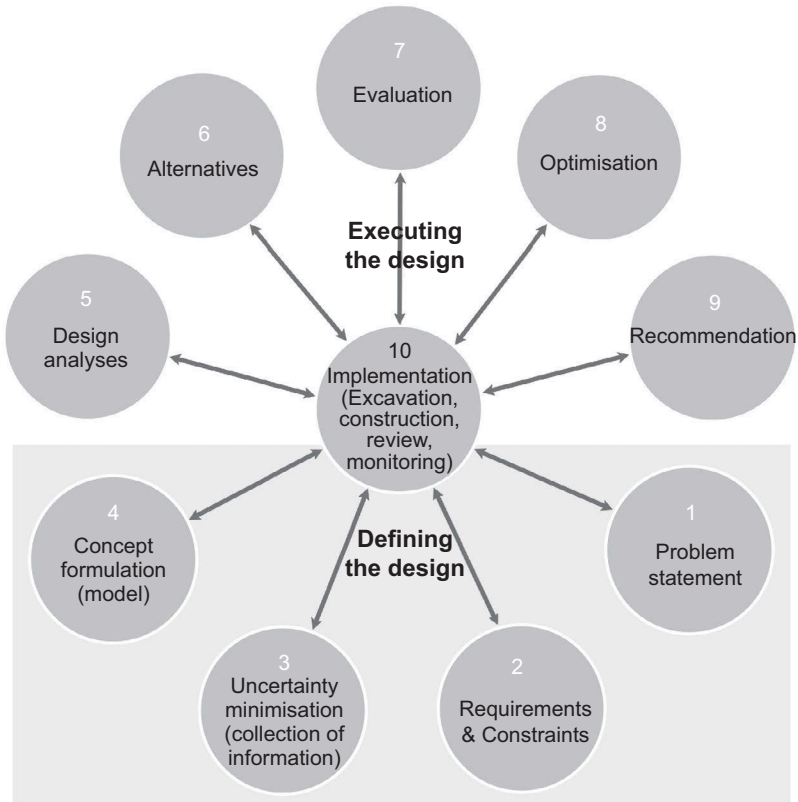 7
Evaluation
6
Alternatives
8
Optimisation
Executing
the design
5
Design
analyses
9
Recommendation
10
Implementation
(Excavation,
construction,
review,
monitoring)
4
Concept
formulation
(model)
Defining
the design
1
Problem
statement
3
Uncertainty
minimisation
(collection of
information)
2
Requirements
& Constraints